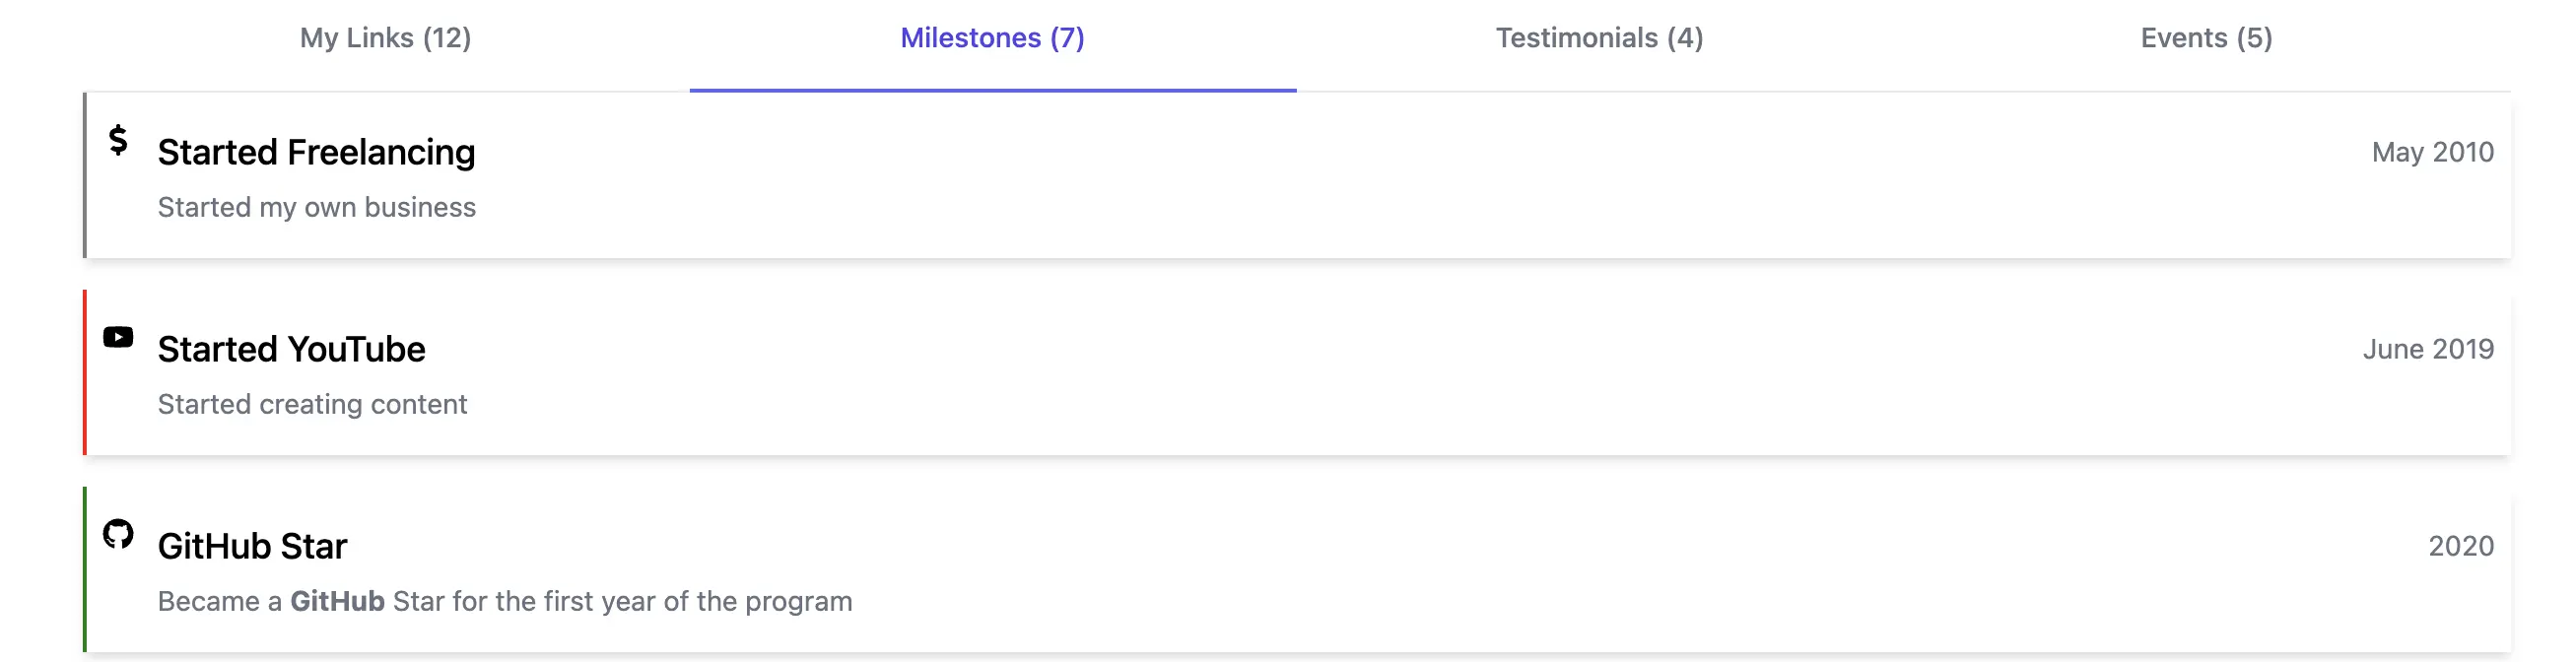 My Links (12)
Milestones (7)
Testimonials (4)
Events (5)
Started Freelancing
May 2010
Started my own business
Started YouTube
June 2019
Started creating content
GitHub Star
2020
Became a GitHub Star for the first year of the program